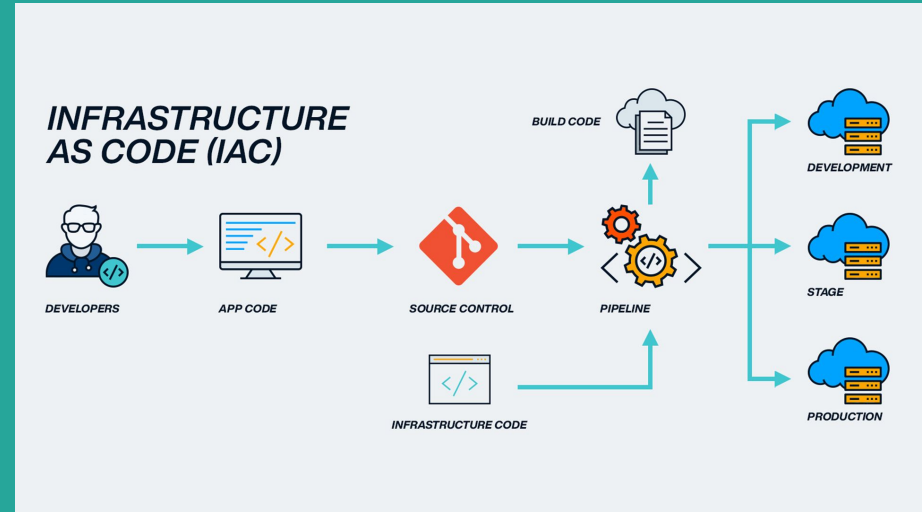 INFRASTRUCTURE
AS CODE (IAC)
BUILD CODE
DEVELOPMENT
DEVELOPERS
APP CODE
SOURCE CONTROL
PIPELINE
STAGE
INFRASTRUCTURE CODE
PRODUCTION